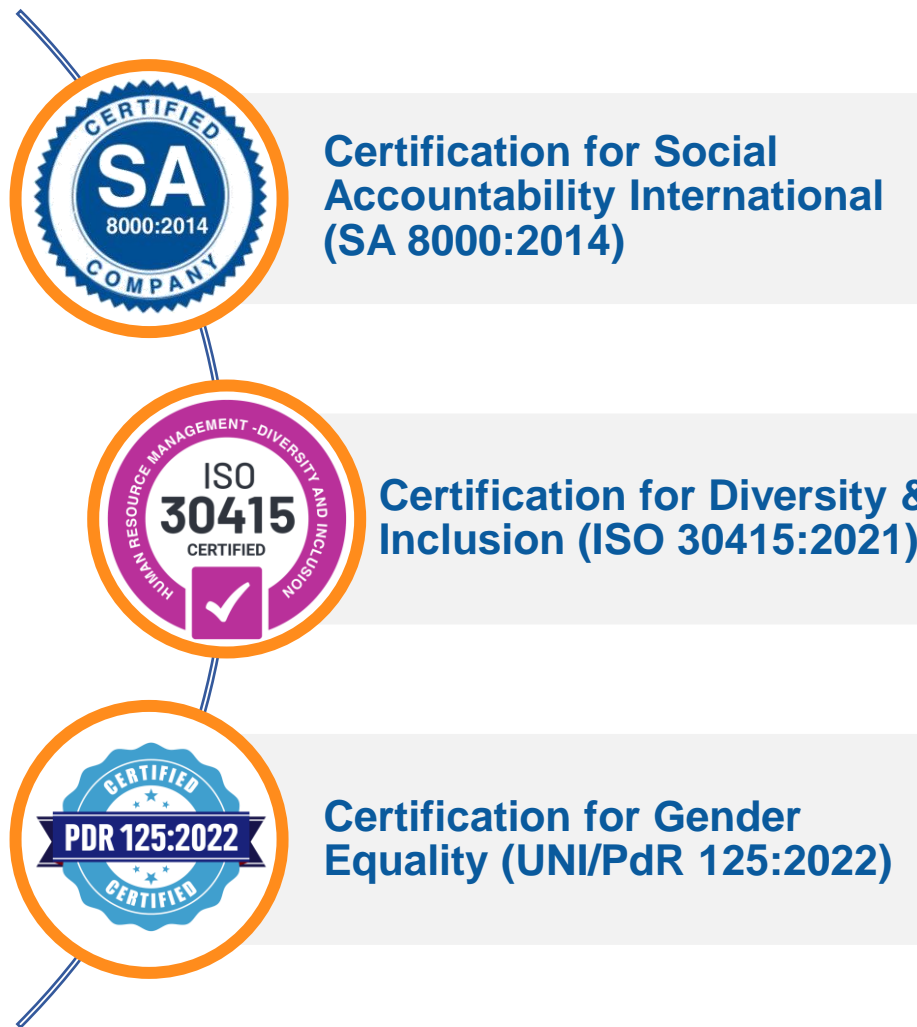 CERTIFIED
SA
8000:2014
COMPANY
Certification for Social
Accountability International
(SA 8000:2014)
HUMAN RESOURCE MANAGEMENT -DIVERSITY AND INCLUSION
ISO
30415
CERTIFIED
Certification for Diversity &
Inclusion (ISO 30415:2021)
CERTIFIED
PDR 125:2022
CERTIFIED
Certification for Gender
Equality (UNI/PdR 125:2022)